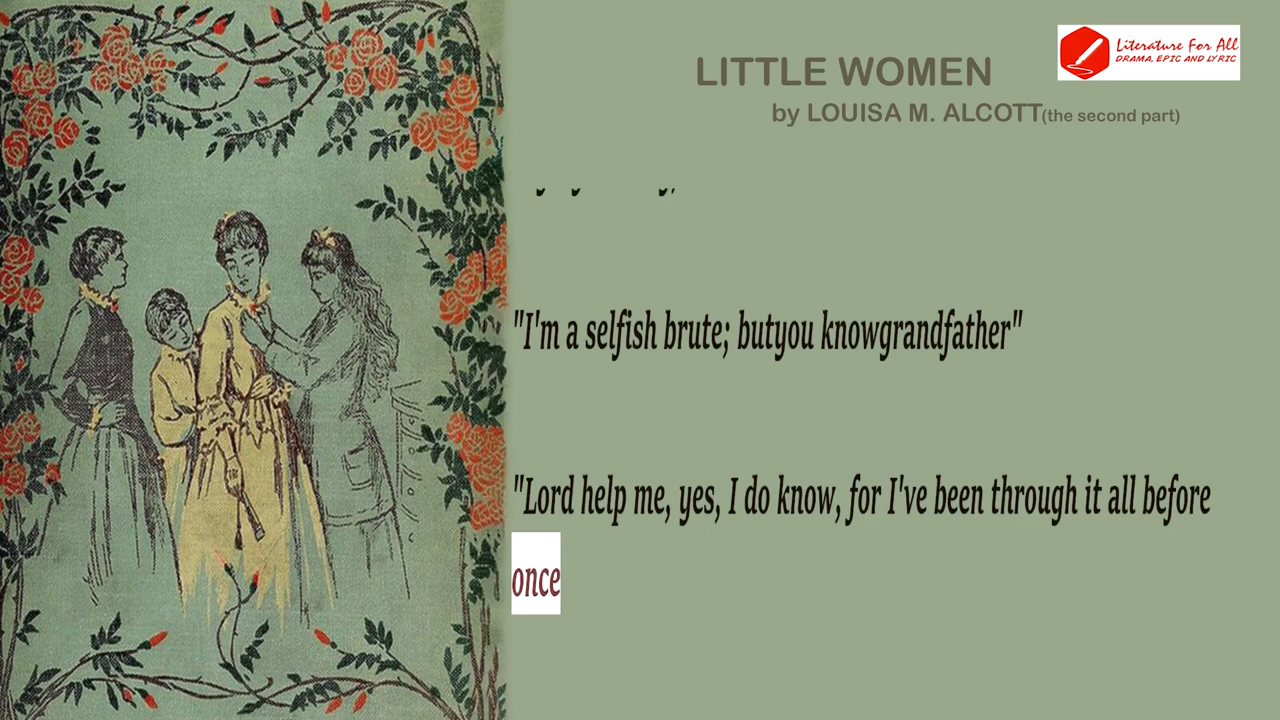 LITTLE WOMEN
by LOUISA M. ALCOTT(the second part)
Literature For All
DRAMA, EPIC AND LYRIC
"I'm a selfish brute; butyou knowgrandfather"
"Lord help me, yes, I do know, for I've been through it all before
once